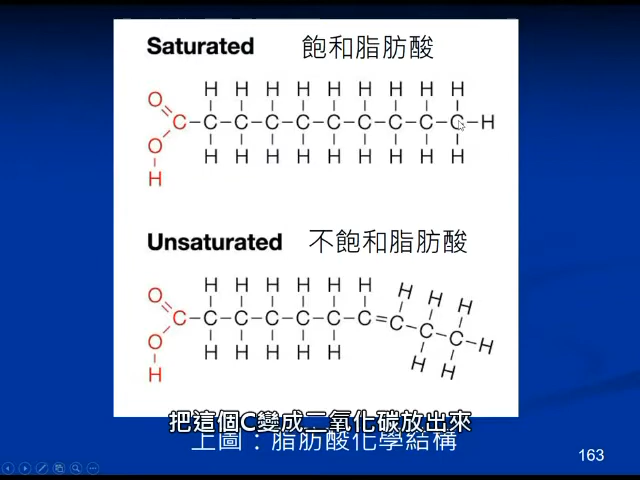 Saturated 飽和脂肪酸
H H H H H H H H H
O
C C C C C C C C C C H
O
H H H H H H H H H
H
Unsaturated 不飽和脂肪酸
H H H H H H H H H
O
C C C C C C C C C H
O
H H H H H H H
H
把這個C變成二氧化碳放出來
上圖：脂肪酸化學結構
163